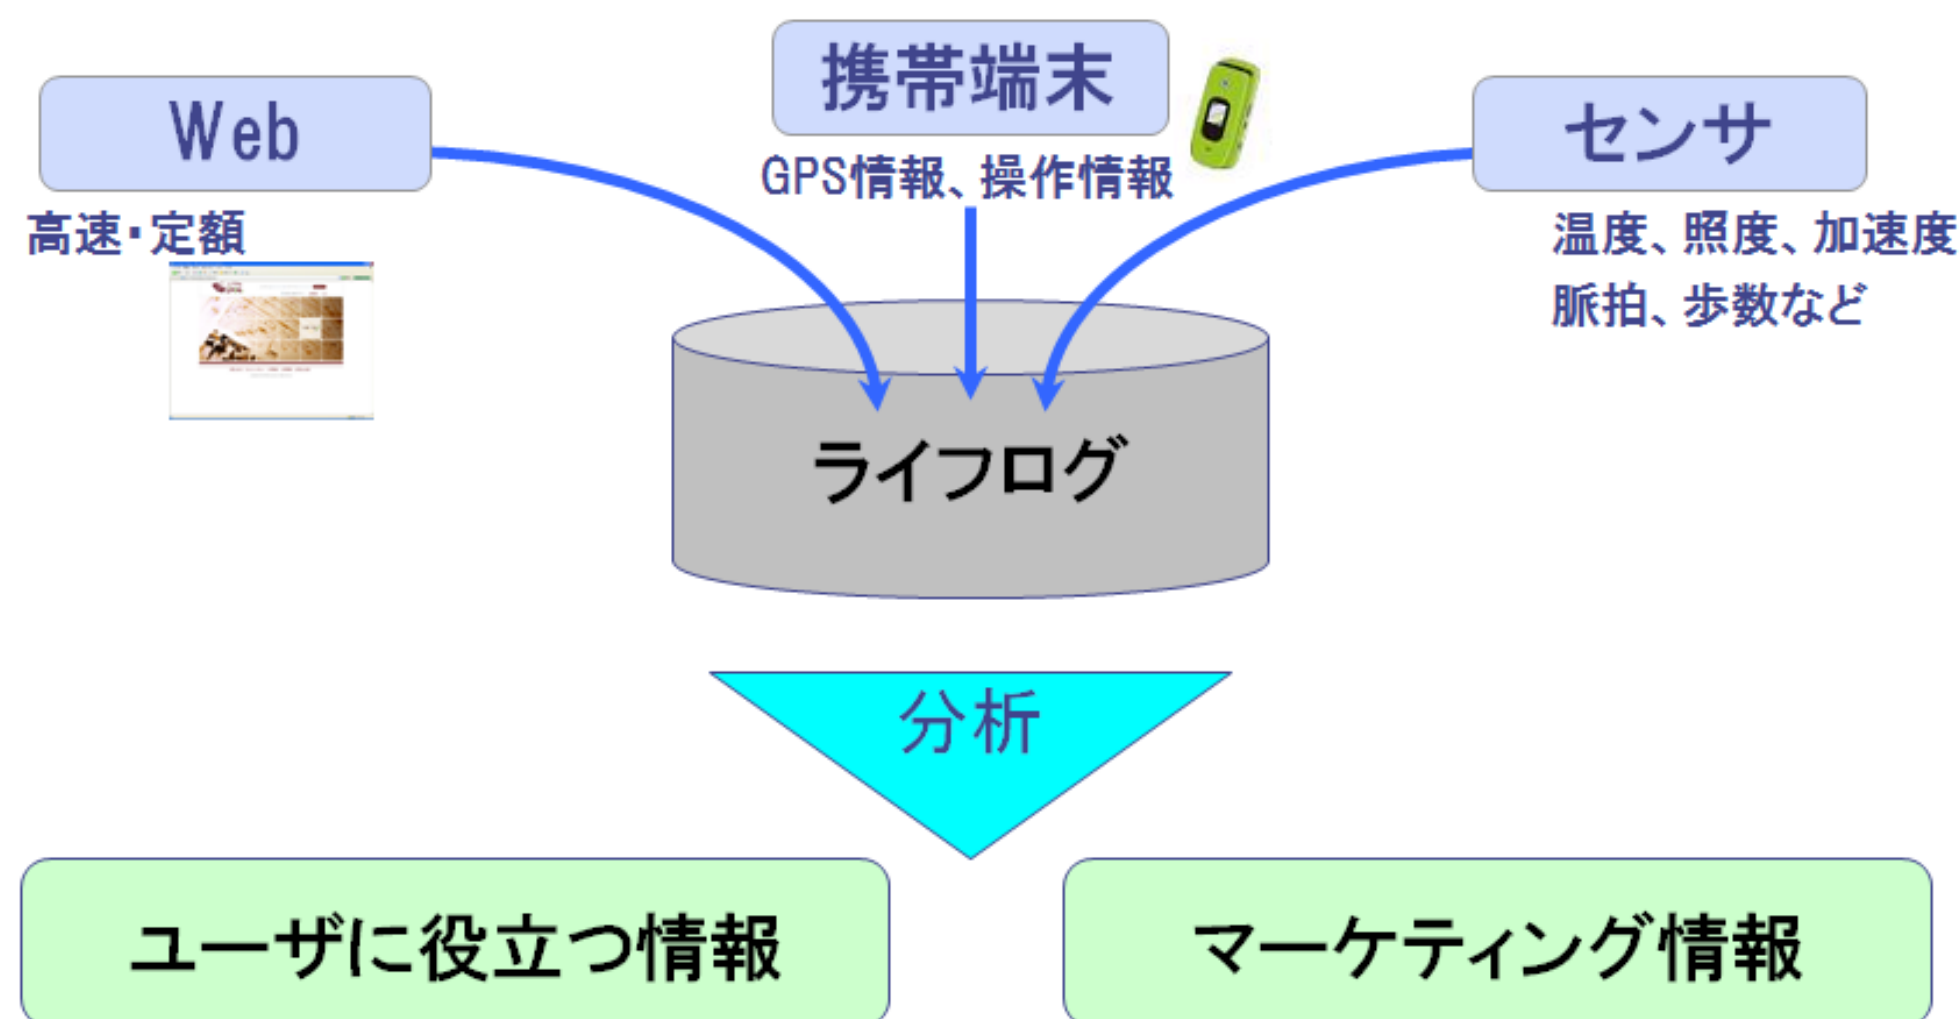 携帯端末
Web
センサ
GPS情報、操作情報
高速・定額
温度、照度、加速度
脈拍、歩数など
ライフログ
分析
ユーザに役立つ情報
マーケティング情報